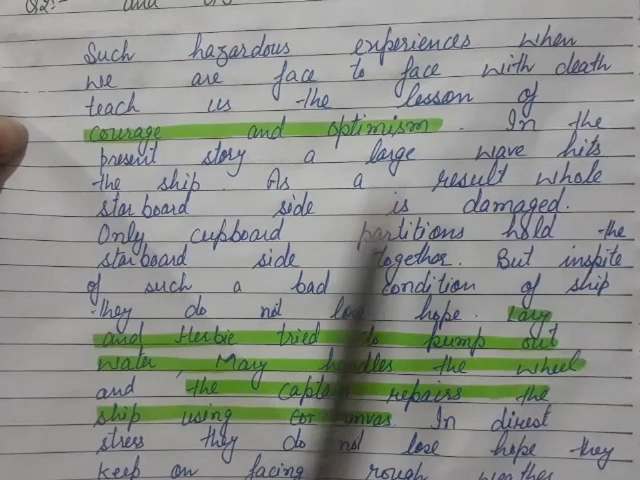 Q2:- and
Such hazardous experiences when
we are face to face with death
teach us the lesson of
courage and optimism. In the
present story a large wave hits
the ship. As a result whole
starboard side is damaged.
Only cupboard partitions hold the
starboard side together. But inspite
of such a bad condition of ship
they do not lose hope. Lary
and Herbie tried to pump out
water, Mary handles the wheel
and the captain repairs the
ship using canvas. In direst
stress they do not lose hope they
keep on facing rough weather